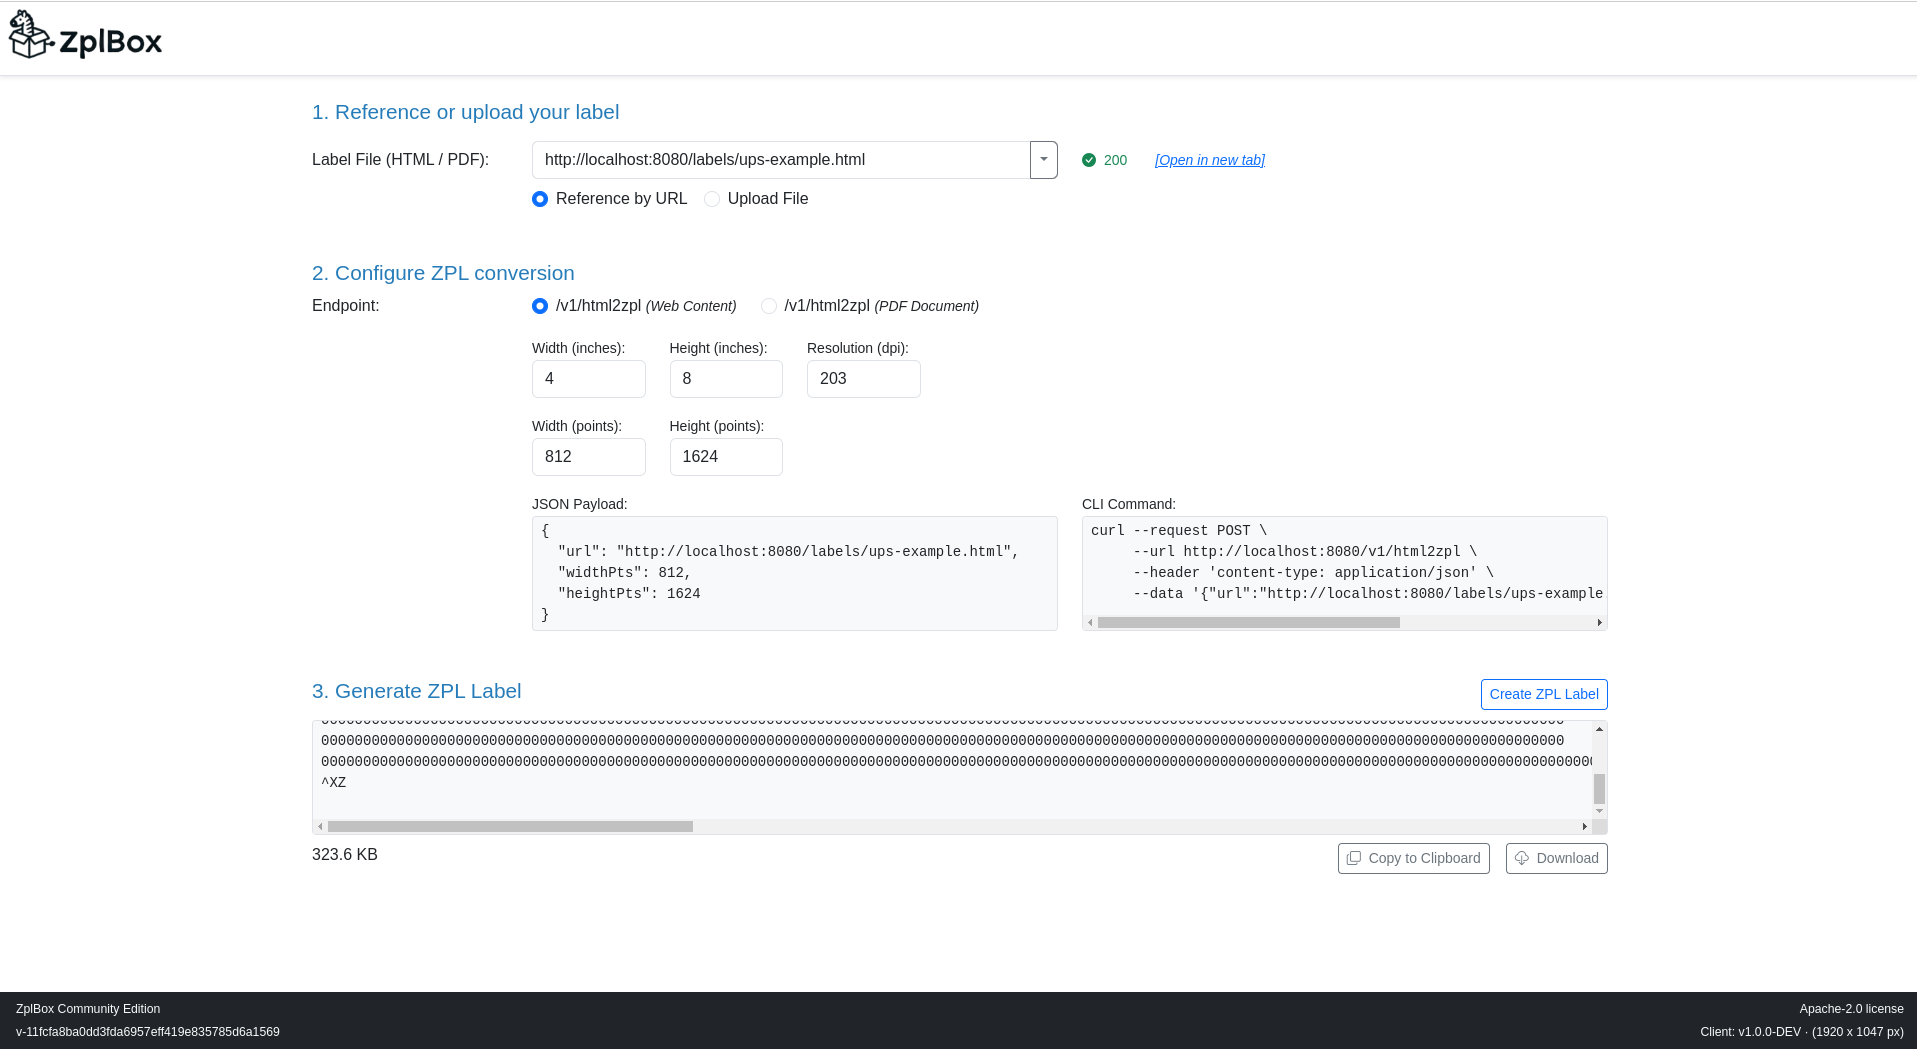 ZplBox
1. Reference or upload your label
Label File (HTML / PDF):
http://localhost:8080/labels/ups-example.html
200
[Open in new tab]
Reference by URL
Upload File
2. Configure ZPL conversion
Endpoint:
/v1/html2zpl (Web Content)
/v1/html2zpl (PDF Document)
Width (inches):
Height (inches):
Resolution (dpi):
4
8
203
Width (points):
Height (points):
812
1624
JSON Payload:
{
"url": "http://localhost:8080/labels/ups-example.html",
"widthPts": 812,
"heightPts": 1624
}
CLI Command:
curl --request POST \
--url http://localhost:8080/v1/html2zpl \
--header 'content-type: application/json' \
--data '{"url":"http://localhost:8080/labels/ups-example
3. Generate ZPL Label
Create ZPL Label
^XZ
323.6 KB
Copy to Clipboard
Download
ZplBox Community Edition
v-11fcfa8ba0dd3fda6957eff419e835785d6a1569
Apache-2.0 license
Client: v1.0.0-DEV · (1920 x 1047 px)